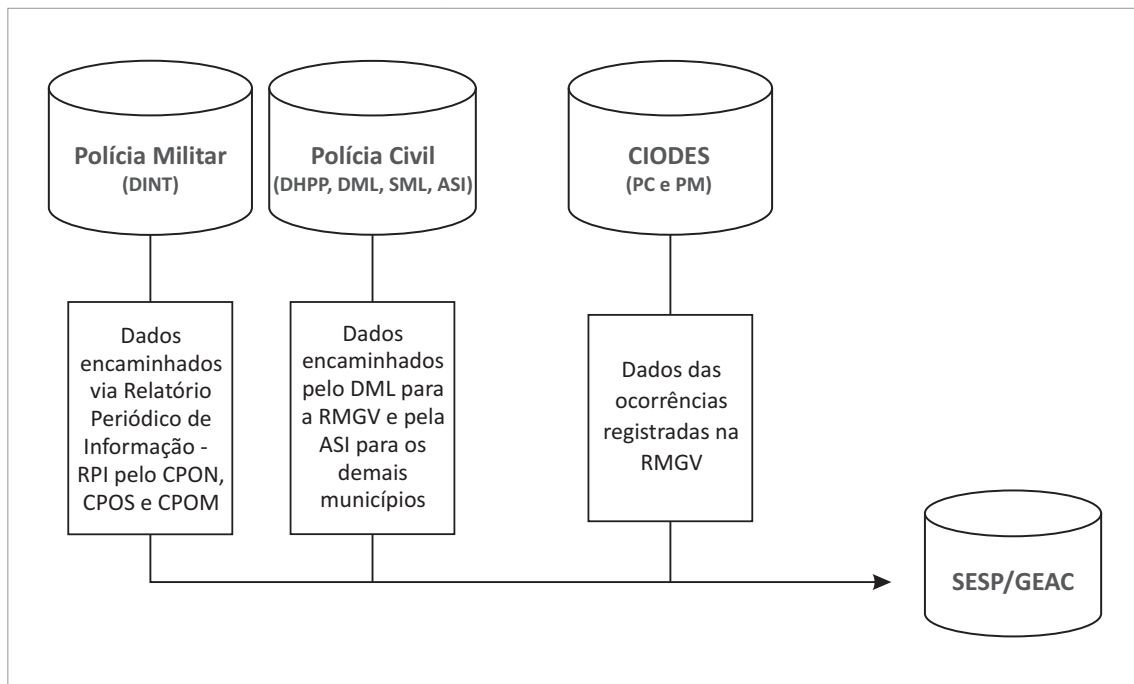 Polícia Militar
(DINT)
Polícia Civil
(DHPP, DML, SML, ASI)
CIODES
(PC e PM)
Dados
encaminhados
via Relatório
Periódico de
Informação -
RPI pelo CPON,
CPOS e CPOM
Dados
encaminhados
pelo DML para
a RMGV e pela
ASI para os
demais
municípios
Dados das
ocorrências
registradas na
RMGV
SESP/GEAC